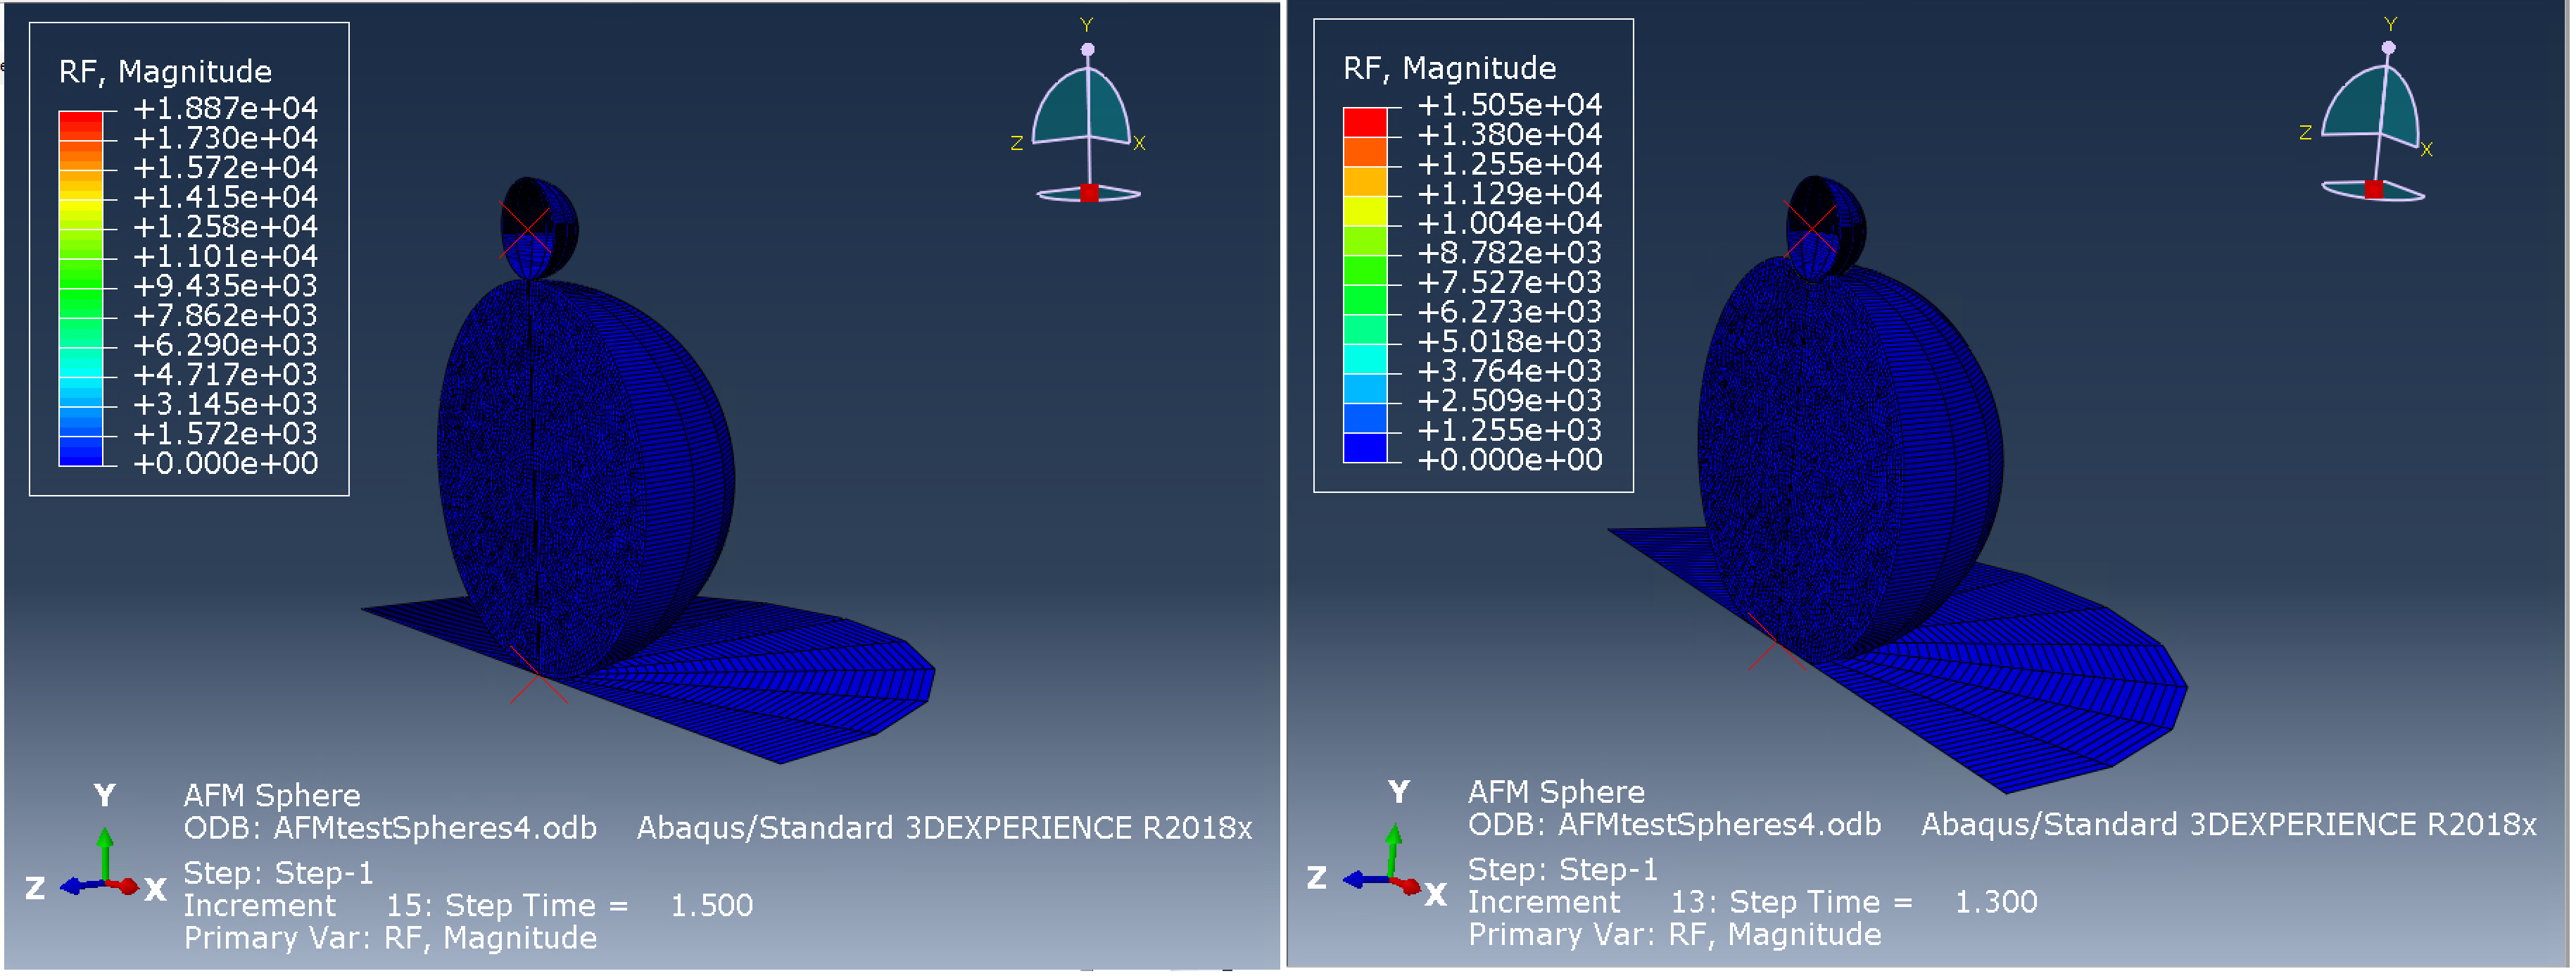 RF, Magnitude
+1.887e+04
+1.730e+04
+1.572e+04
+1.415e+04
+1.258e+04
+1.101e+04
+9.435e+03
+7.862e+03
+6.290e+03
+4.717e+03
+3.145e+03
+1.572e+03
+0.000e+00
Y
Z
X
Y
Z
X
AFM Sphere
ODB: AFMtestSpheres4.odb Abaqus/Standard 3DEXPERIENCE R2018x
Step: Step-1
Increment 15: Step Time = 1.500
Primary Var: RF, Magnitude
RF, Magnitude
+1.505e+04
+1.380e+04
+1.255e+04
+1.129e+04
+1.004e+04
+8.782e+03
+7.527e+03
+6.273e+03
+5.018e+03
+3.764e+03
+2.509e+03
+1.255e+03
+0.000e+00
Y
Z
X
Y
Z
X
AFM Sphere
ODB: AFMtestSpheres4.odb Abaqus/Standard 3DEXPERIENCE R2018x
Step: Step-1
Increment 13: Step Time = 1.300
Primary Var: RF, Magnitude